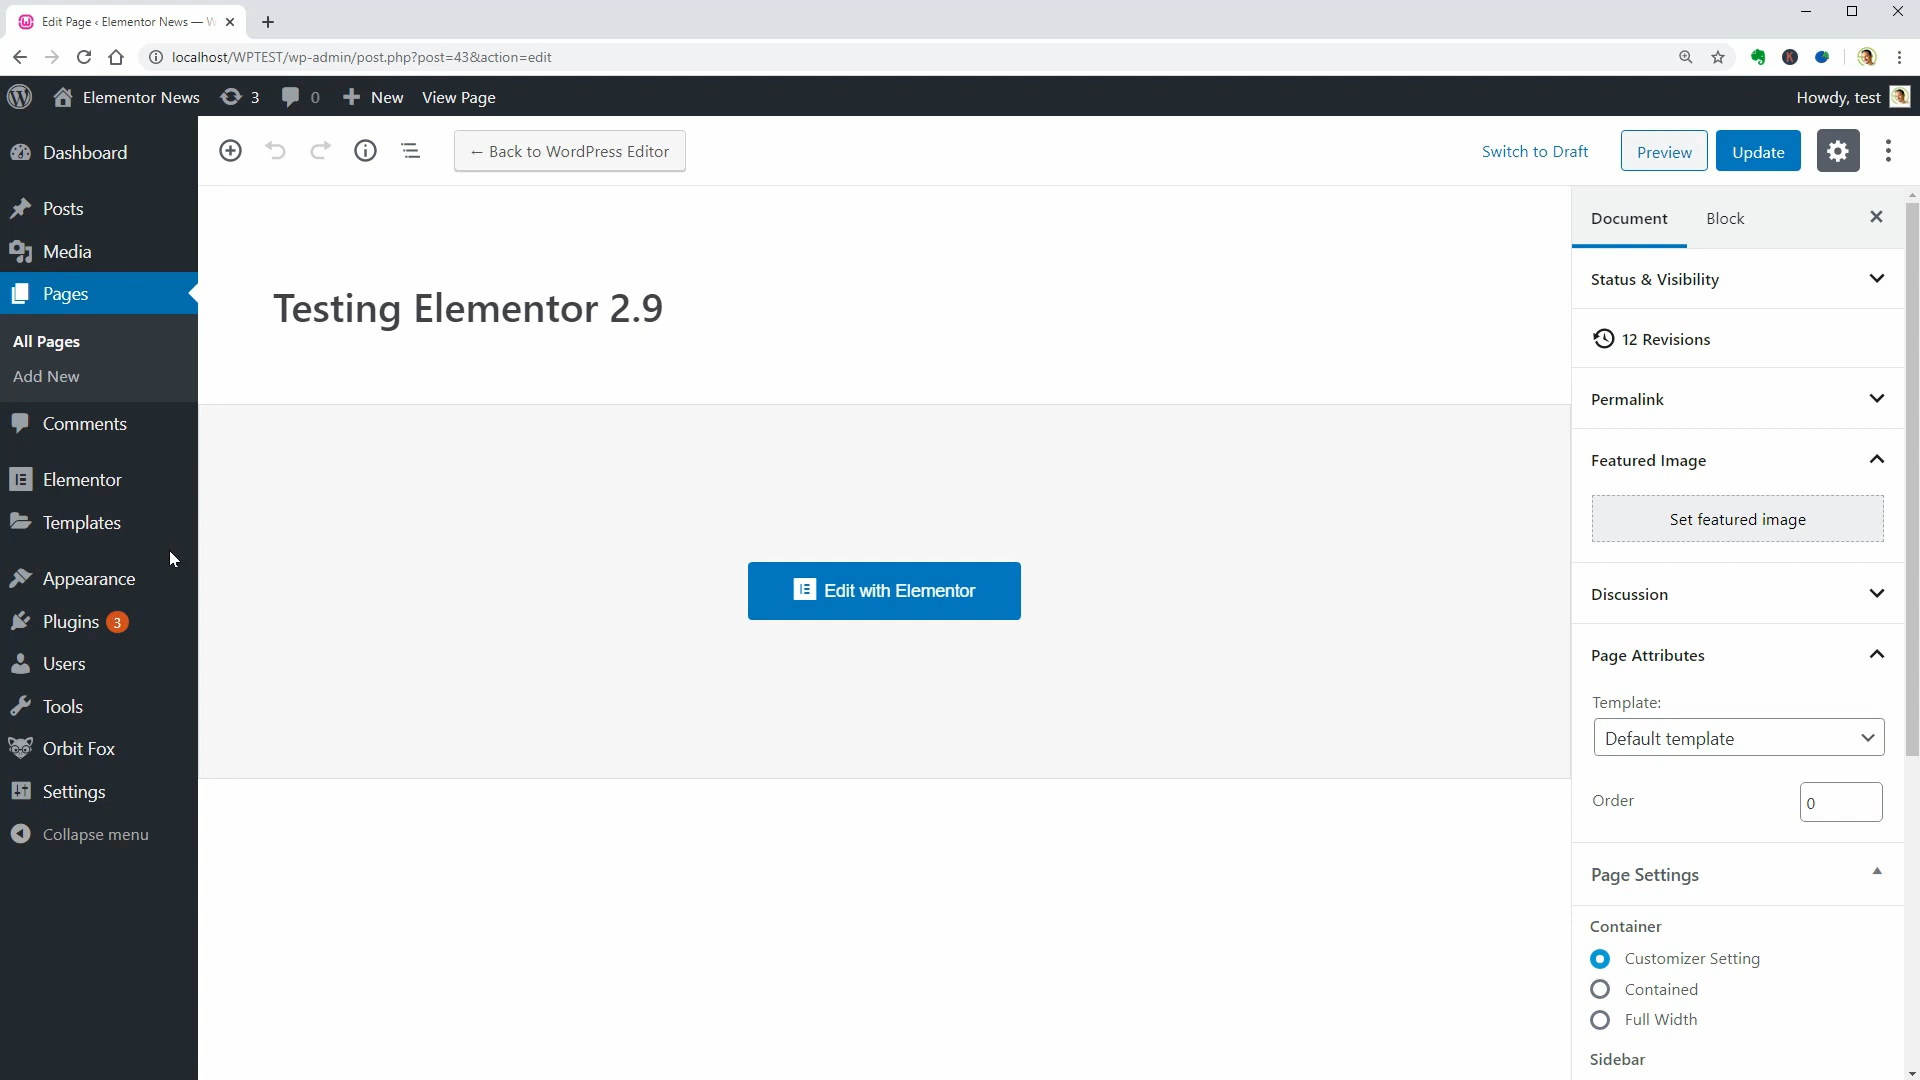 Edit Page ‹ Elementor News — W
localhost/WPTEST/wp-admin/post.php?post=43&action=edit
K
Elementor News 3 0 New View Page Howdy, test
← Back to WordPress Editor Switch to Draft Preview Update
Dashboard
Posts
Media
Pages
All Pages
Add New
Comments
Elementor
Templates
Appearance
Plugins 3
Users
Tools
Orbit Fox
Settings
Collapse menu
Testing Elementor 2.9
Edit with Elementor
Document Block
Status & Visibility
12 Revisions
Permalink
Featured Image
Set featured image
Discussion
Page Attributes
Template:
Default template
Order 0
Page Settings
Container
Customizer Setting
Contained
Full Width
Sidebar